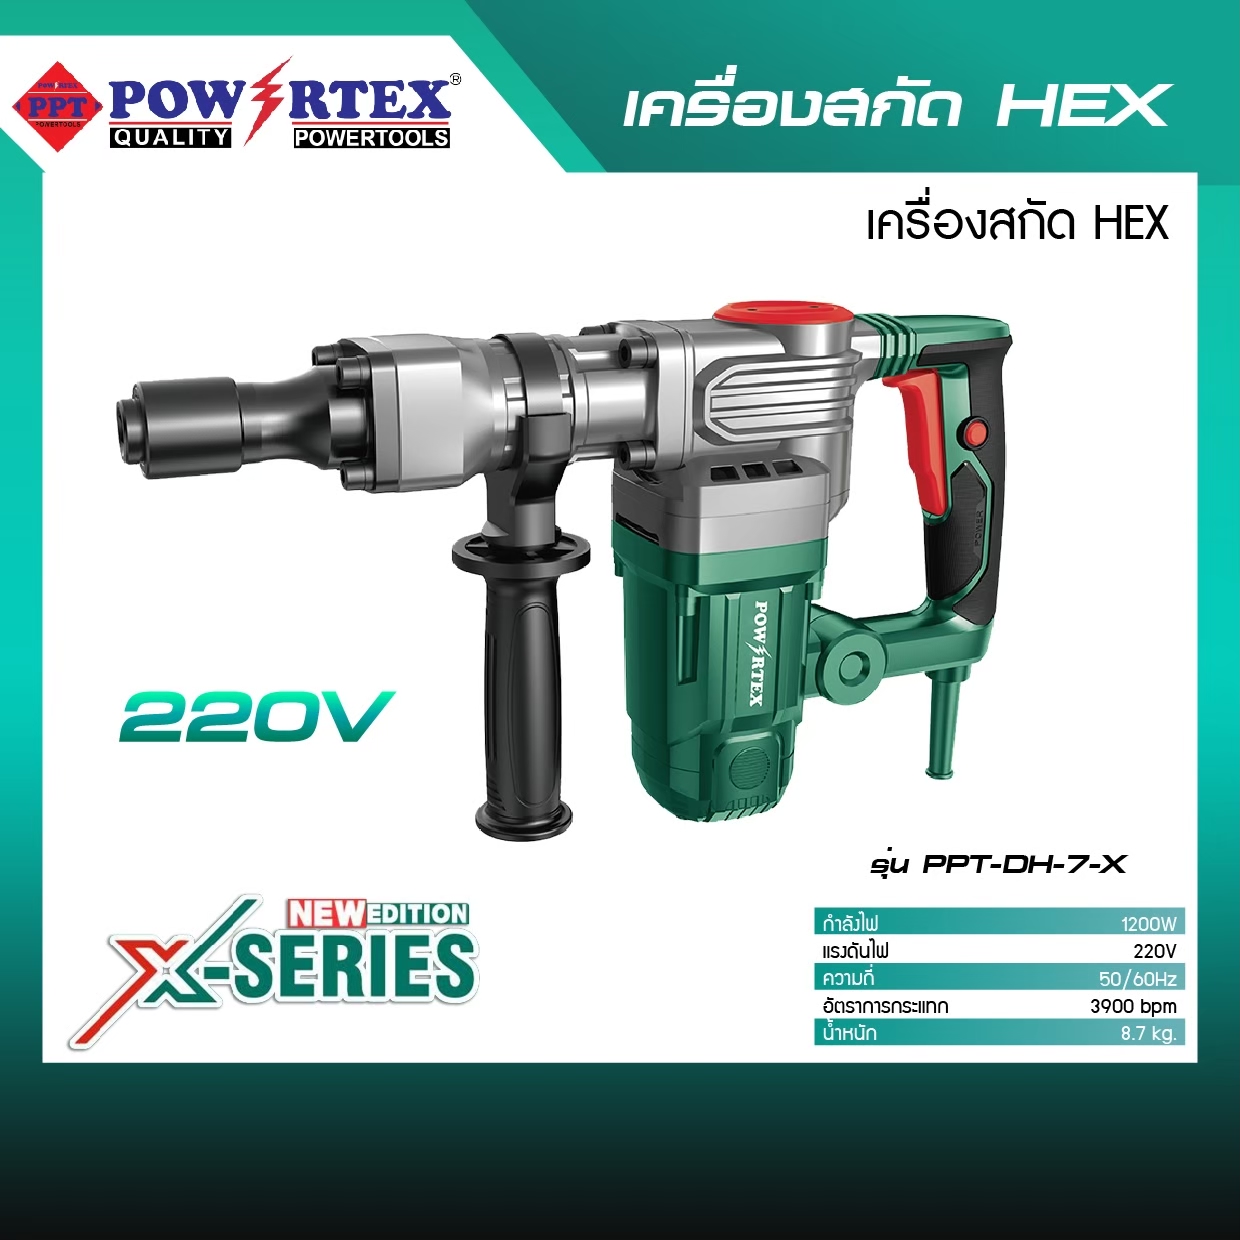 POWERTEX
PPT
POWERTOOLS
POWERTEX®
QUALITY POWERTOOLS
เครื่องสกัด HEX
เครื่องสกัด HEX
POWER
POWERTEX
220V
รุ่น PPT-DH-7-X
NEW EDITION
X-SERIES
กำลังไฟ 1200W
แรงดันไฟ 220V
ความถี่ 50/60Hz
อัตราการกระแทก 3900 bpm
น้ำหนัก 8.7 kg.